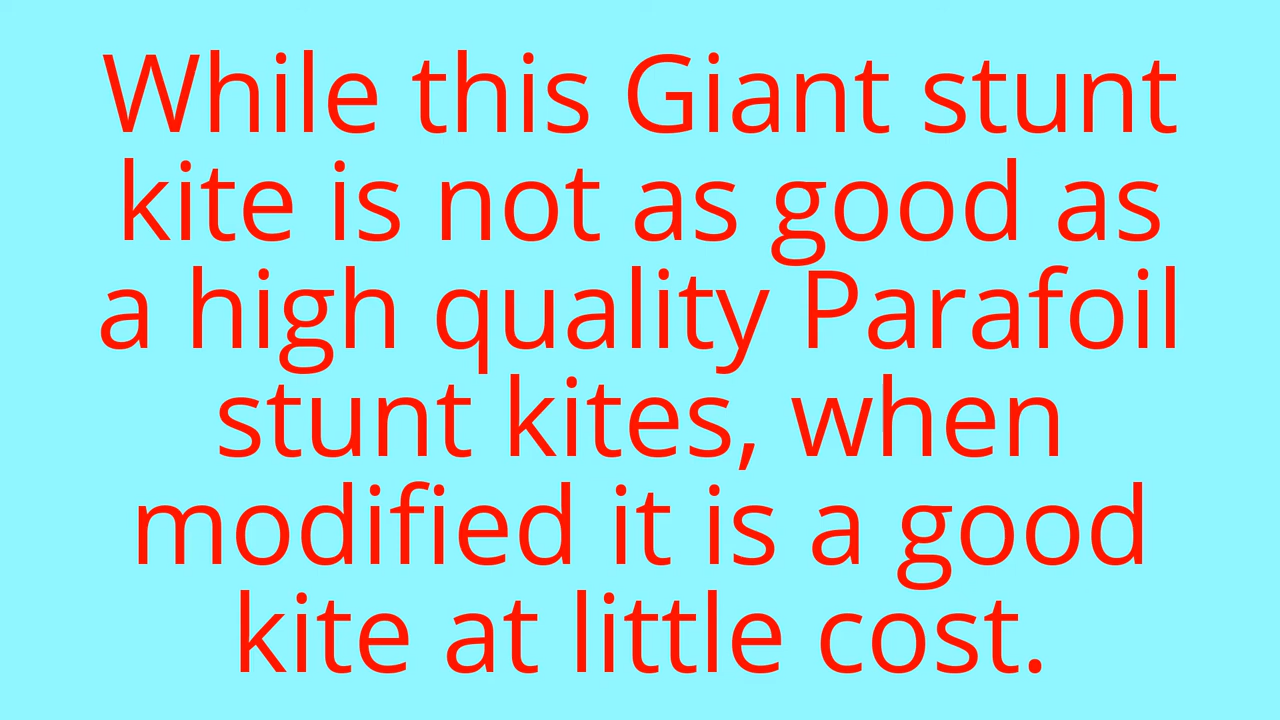 While this Giant stunt
kite is not as good as
a high quality Parafoil
stunt kites, when
modified it is a good
kite at little cost.